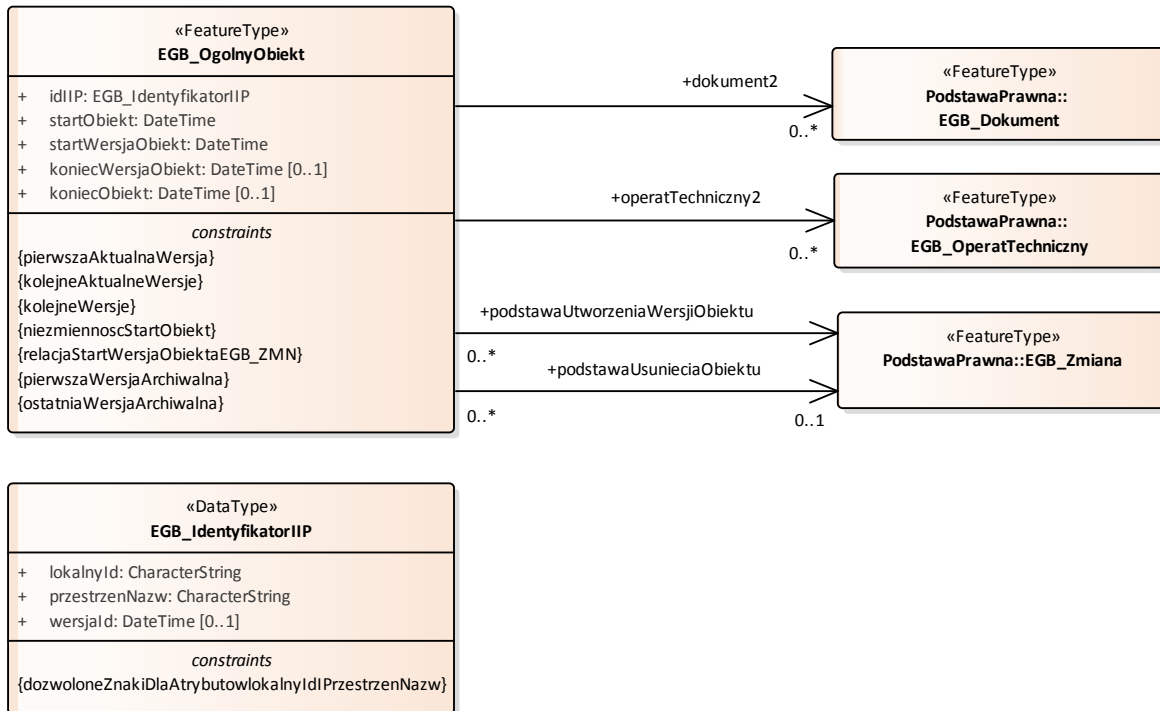 «FeatureType»
EGB_OgolnyObiekt
+ idIIP: EGB_IdentyfikatorIIP
+ startObiekt: DateTime
+ startWersjaObiekt: DateTime
+ koniecWersjaObiekt: DateTime [0..1]
+ koniecObiekt: DateTime [0..1]
constraints
{pierwszaAktualnaWersja}
{kolejneAktualneWersje}
{kolejneWersje}
{niezmiennoscStartObiekt}
{relacjaStartWersjaObiektaEGB_ZMN}
{pierwszaWersjaArchiwalna}
{ostatniaWersjaArchiwalna}
+dokument2
0..*
«FeatureType»
PodstawaPrawna::
EGB_Dokument
+operatTechniczny2
0..*
«FeatureType»
PodstawaPrawna::
EGB_OperatTechniczny
+podstawaUtworzeniaWersjiObiektu
0..*
+podstawaUsunieciaObiektu
0..*
0..1
«FeatureType»
PodstawaPrawna::EGB_Zmiana
«DataType»
EGB_IdentyfikatorIIP
+ lokalnyId: CharacterString
+ przestrzenNazw: CharacterString
+ wersjaId: DateTime [0..1]
constraints
{dozwoloneZnakiDlaAtrybutowlokalnyIdIPrzestrzenNazw}